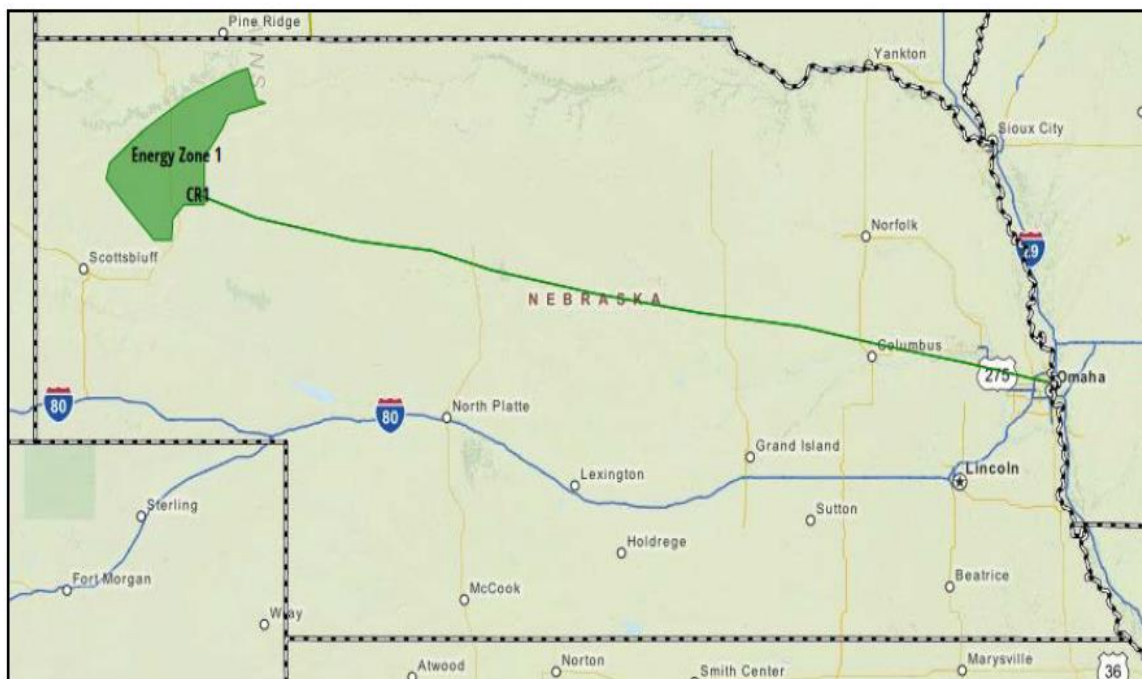 Pine Ridge
Yankton
Sioux City
Energy Zone 1
CR1
Norfolk
29
Scottsbluff
NEBRASKA
Columbus
275
Omaha
80
80
North Platte
Grand Island
Lexington
Lincoln
Sterling
Sutton
Holdrege
Fort Morgan
McCook
Beatrice
Wray
Atwood
Norton
Smith Center
Marysville
36